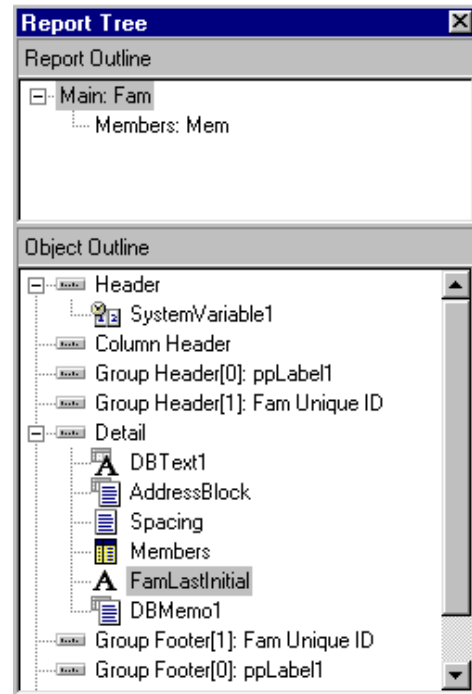 Report Tree
Report Outline
Main: Fam
Members: Mem
Object Outline
Header
SystemVariable1
Column Header
Group Header[0]: ppLabel1
Group Header[1]: Fam Unique ID
Detail
DBText1
AddressBlock
Spacing
Members
FamLastInitial
DBMemo1
Group Footer[1]: Fam Unique ID
Group Footer[0]: ppLabel1